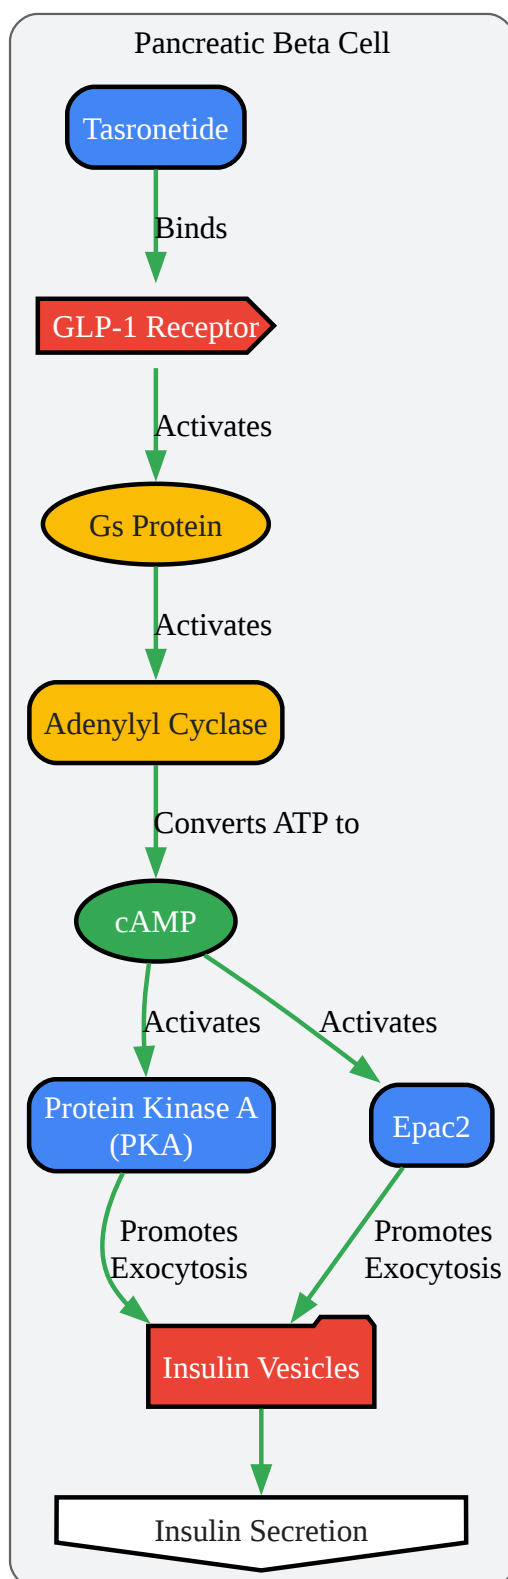 Pancreatic Beta Cell
Tasronetide
Binds
GLP-1 Receptor
Activates
Gs Protein
Activates
Adenylyl Cyclase
Converts ATP to
cAMP
Activates
Activates
Protein Kinase A
(PKA)
Epac2
Promotes
Exocytosis
Promotes
Exocytosis
Insulin Vesicles
Insulin Secretion